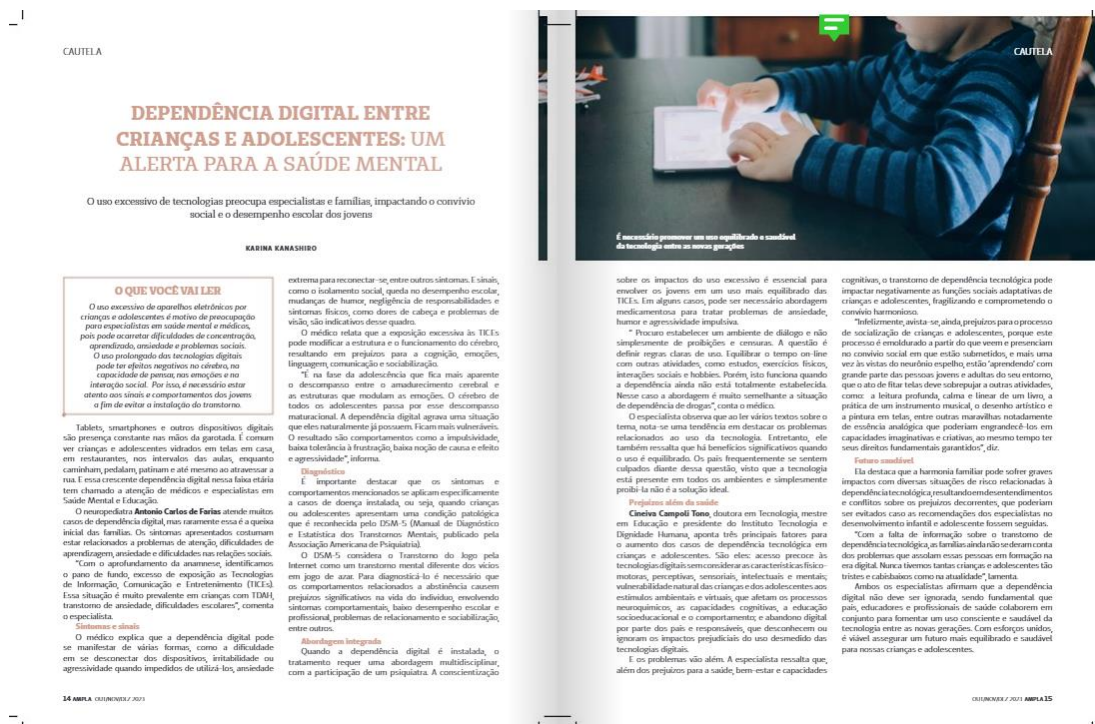 CAUTELA
DEPENDÊNCIA DIGITAL ENTRE
CRIANÇAS E ADOLESCENTES: UM
ALERTA PARA A SAÚDE MENTAL
O uso excessivo de tecnologias preocupa especialistas e famílias, impactando o convívio
social e o desempenho escolar dos jovens
KARINA KANASHIRO
O QUE VOCÊ VAI LER
O uso excessivo de aparelhos eletrônicos por
crianças e adolescentes é motivo de preocupação
para especialistas em saúde mental e médicos,
pois pode acarretar dificuldades de concentração,
aprendizado, ansiedade e problemas sociais.
O uso prolongado das tecnologias digitais
pode ter efeitos negativos no cérebro, na
capacidade de pensar, nas emoções e na
interação social. Por isso, é necessário estar
atento aos sinais e comportamentos dos jovens
a fim de evitar a instalação do transtorno.
Tablets, smartphones e outros dispositivos digitais
são presença constante nas mãos da garotada. É comum
ver crianças e adolescentes vidrados em telas em casa,
em restaurantes, nos intervalos das aulas, enquanto
caminham, pedalam, patinam e até mesmo ao atravessar a
rua. E essa crescente dependência digital nessa faixa etária
tem chamado a atenção de médicos e especialistas em
Saúde Mental e Educação.
O neuropediatra Antonio Carlos de Farias atende muitos
casos de dependência digital, mas raramente essa é a queixa
inicial das famílias. Os sintomas apresentados costumam
estar relacionados a problemas de atenção, dificuldades de
aprendizagem, ansiedade e dificuldades nas relações sociais.
"Com o aprofundamento da anamnese, identificamos
o pano de fundo, excesso de exposição as Tecnologias
de Informação, Comunicação e Entretenimento (TICEs).
Essa situação é muito prevalente em crianças com TDAH,
transtorno de ansiedade, dificuldades escolares", comenta
o especialista.
Sintomas e sinais
O médico explica que a dependência digital pode
se manifestar de várias formas, como a dificuldade
em se desconectar dos dispositivos, irritabilidade ou
agressividade quando impedidos de utilizá-los, ansiedade
extrema para reconectar-se, entre outros sintomas. E sinais,
como o isolamento social, queda no desempenho escolar,
mudanças de humor, negligência de responsabilidades e
sintomas físicos, como dores de cabeça e problemas de
visão, são indicativos desse quadro.
O médico relata que a exposição excessiva às TICEs
pode modificar a estrutura e o funcionamento do cérebro,
resultando em prejuízos para a cognição, emoções,
linguagem, comunicação e sociabilização.
"É na fase da adolescência que fica mais aparente
o descompasso entre o amadurecimento cerebral e
as estruturas que modulam as emoções. O cérebro de
todos os adolescentes passa por esse descompasso
maturacional. A dependência digital agrava uma situação
que eles naturalmente já possuem. Ficam mais vulneráveis.
O resultado são comportamentos como a impulsividade,
baixa tolerância à frustração, baixa noção de causa e efeito
e agressividade", informa.
Diagnóstico
É importante destacar que os sintomas e
comportamentos mencionados se aplicam especificamente
a casos de doença instalada, ou seja, quando crianças
ou adolescentes apresentam uma condição patológica
que é reconhecida pelo DSM-5 (Manual de Diagnóstico
e Estatística dos Transtornos Mentais, publicado pela
Associação Americana de Psiquiatria).
O DSM-5 considera o Transtorno do Jogo pela
Internet como um transtorno mental diferente dos vícios
em jogo de azar. Para diagnosticá-lo é necessário que
os comportamentos relacionados a abstinência causem
prejuízos significativos na vida do indivíduo, envolvendo
sintomas comportamentais, baixo desempenho escolar e
profissional, problemas de relacionamento e sociabilização,
entre outros.
Abordagem integrada
Quando a dependência digital é instalada, o
tratamento requer uma abordagem multidisciplinar,
com a participação de um psiquiatra. A conscientização
14 AMPLA OUT/NOV/DEZ 2023
CAUTELA
É necessário promover um uso equilibrado e saudável
da tecnologia entre as novas gerações
sobre os impactos do uso excessivo é essencial para
envolver os jovens em um uso mais equilibrado das
TICEs. Em alguns casos, pode ser necessário abordagem
medicamentosa para tratar problemas de ansiedade,
humor e agressividade impulsiva.
" Procuro estabelecer um ambiente de diálogo e não
simplesmente de proibições e censuras. A questão é
definir regras claras de uso. Equilibrar o tempo on-line
com outras atividades, como estudos, exercícios físicos,
interações sociais e hobbies. Porém, isto funciona quando
a dependência ainda não está totalmente estabelecida.
Nesse caso a abordagem é muito semelhante a situação
de dependência de drogas", conta o médico.
O especialista observa que ao ler vários textos sobre o
tema, nota-se uma tendência em destacar os problemas
relacionados ao uso da tecnologia. Entretanto, ele
também ressalta que há benefícios significativos quando
o uso é equilibrado. Os pais frequentemente se sentem
culpados diante dessa questão, visto que a tecnologia
está presente em todos os ambientes e simplesmente
proibi-la não é a solução ideal.
Prejuízos além da saúde
Cineiva Campoli Tono, doutora em Tecnologia, mestre
em Educação e presidente do Instituto Tecnologia e
Dignidade Humana, aponta três principais fatores para
o aumento dos casos de dependência tecnológica em
crianças e adolescentes. São eles: acesso precoce às
tecnologias digitais sem considerar as características físico-
motoras, perceptivas, sensoriais, intelectuais e mentais;
vulnerabilidade natural das crianças e dos adolescentes aos
estímulos ambientais e virtuais, que afetam os processos
neuroquímicos, as capacidades cognitivas, a educação
socioeducacional e o comportamento; e abandono digital
por parte dos pais e responsáveis, que desconhecem ou
ignoram os impactos prejudiciais do uso desmedido das
tecnologias digitais.
E os problemas vão além. A especialista ressalta que,
além dos prejuízos para a saúde, bem-estar e capacidades
cognitivas, o transtorno de dependência tecnológica pode
impactar negativamente as funções sociais adaptativas de
crianças e adolescentes, fragilizando e comprometendo o
convívio harmonioso.
"Infelizmente, avista-se, ainda, prejuízos para o processo
de socialização de crianças e adolescentes, porque este
processo é emoldurado a partir do que veem e presenciam
no convívio social em que estão submetidos, e mais uma
vez às vistas do neurônio espelho, estão 'aprendendo' com
grande parte das pessoas jovens e adultas do seu entorno,
que o ato de fitar telas deve sobrepujar a outras atividades,
como: a leitura profunda, calma e linear de um livro, a
prática de um instrumento musical, o desenho artístico e
a pintura em telas, entre outras maravilhas notadamente
de essência analógica que poderiam engrandecê-los em
capacidades imaginativas e criativas, ao mesmo tempo ter
seus direitos fundamentais garantidos", diz.
Futuro saudável
Ela destaca que a harmonia familiar pode sofrer graves
impactos com diversas situações de risco relacionadas à
dependência tecnológica, resultando em desentendimentos
e conflitos sobre os prejuízos decorrentes, que poderiam
ser evitados caso as recomendações dos especialistas no
desenvolvimento infantil e adolescente fossem seguidas.
"Com a falta de informação sobre o transtorno de
dependência tecnológica, as famílias ainda não se deram conta
dos problemas que assolam essas pessoas em formação na
era digital. Nunca tivemos tantas crianças e adolescentes tão
tristes e cabisbaixos como na atualidade", lamenta.
Ambos os especialistas afirmam que a dependência
digital não deve ser ignorada, sendo fundamental que
pais, educadores e profissionais de saúde colaborem em
conjunto para fomentar um uso consciente e saudável da
tecnologia entre as novas gerações. Com esforços unidos,
é viável assegurar um futuro mais equilibrado e saudável
para nossas crianças e adolescentes.
OUT/NOV/DEZ 2023 AMPLA 15